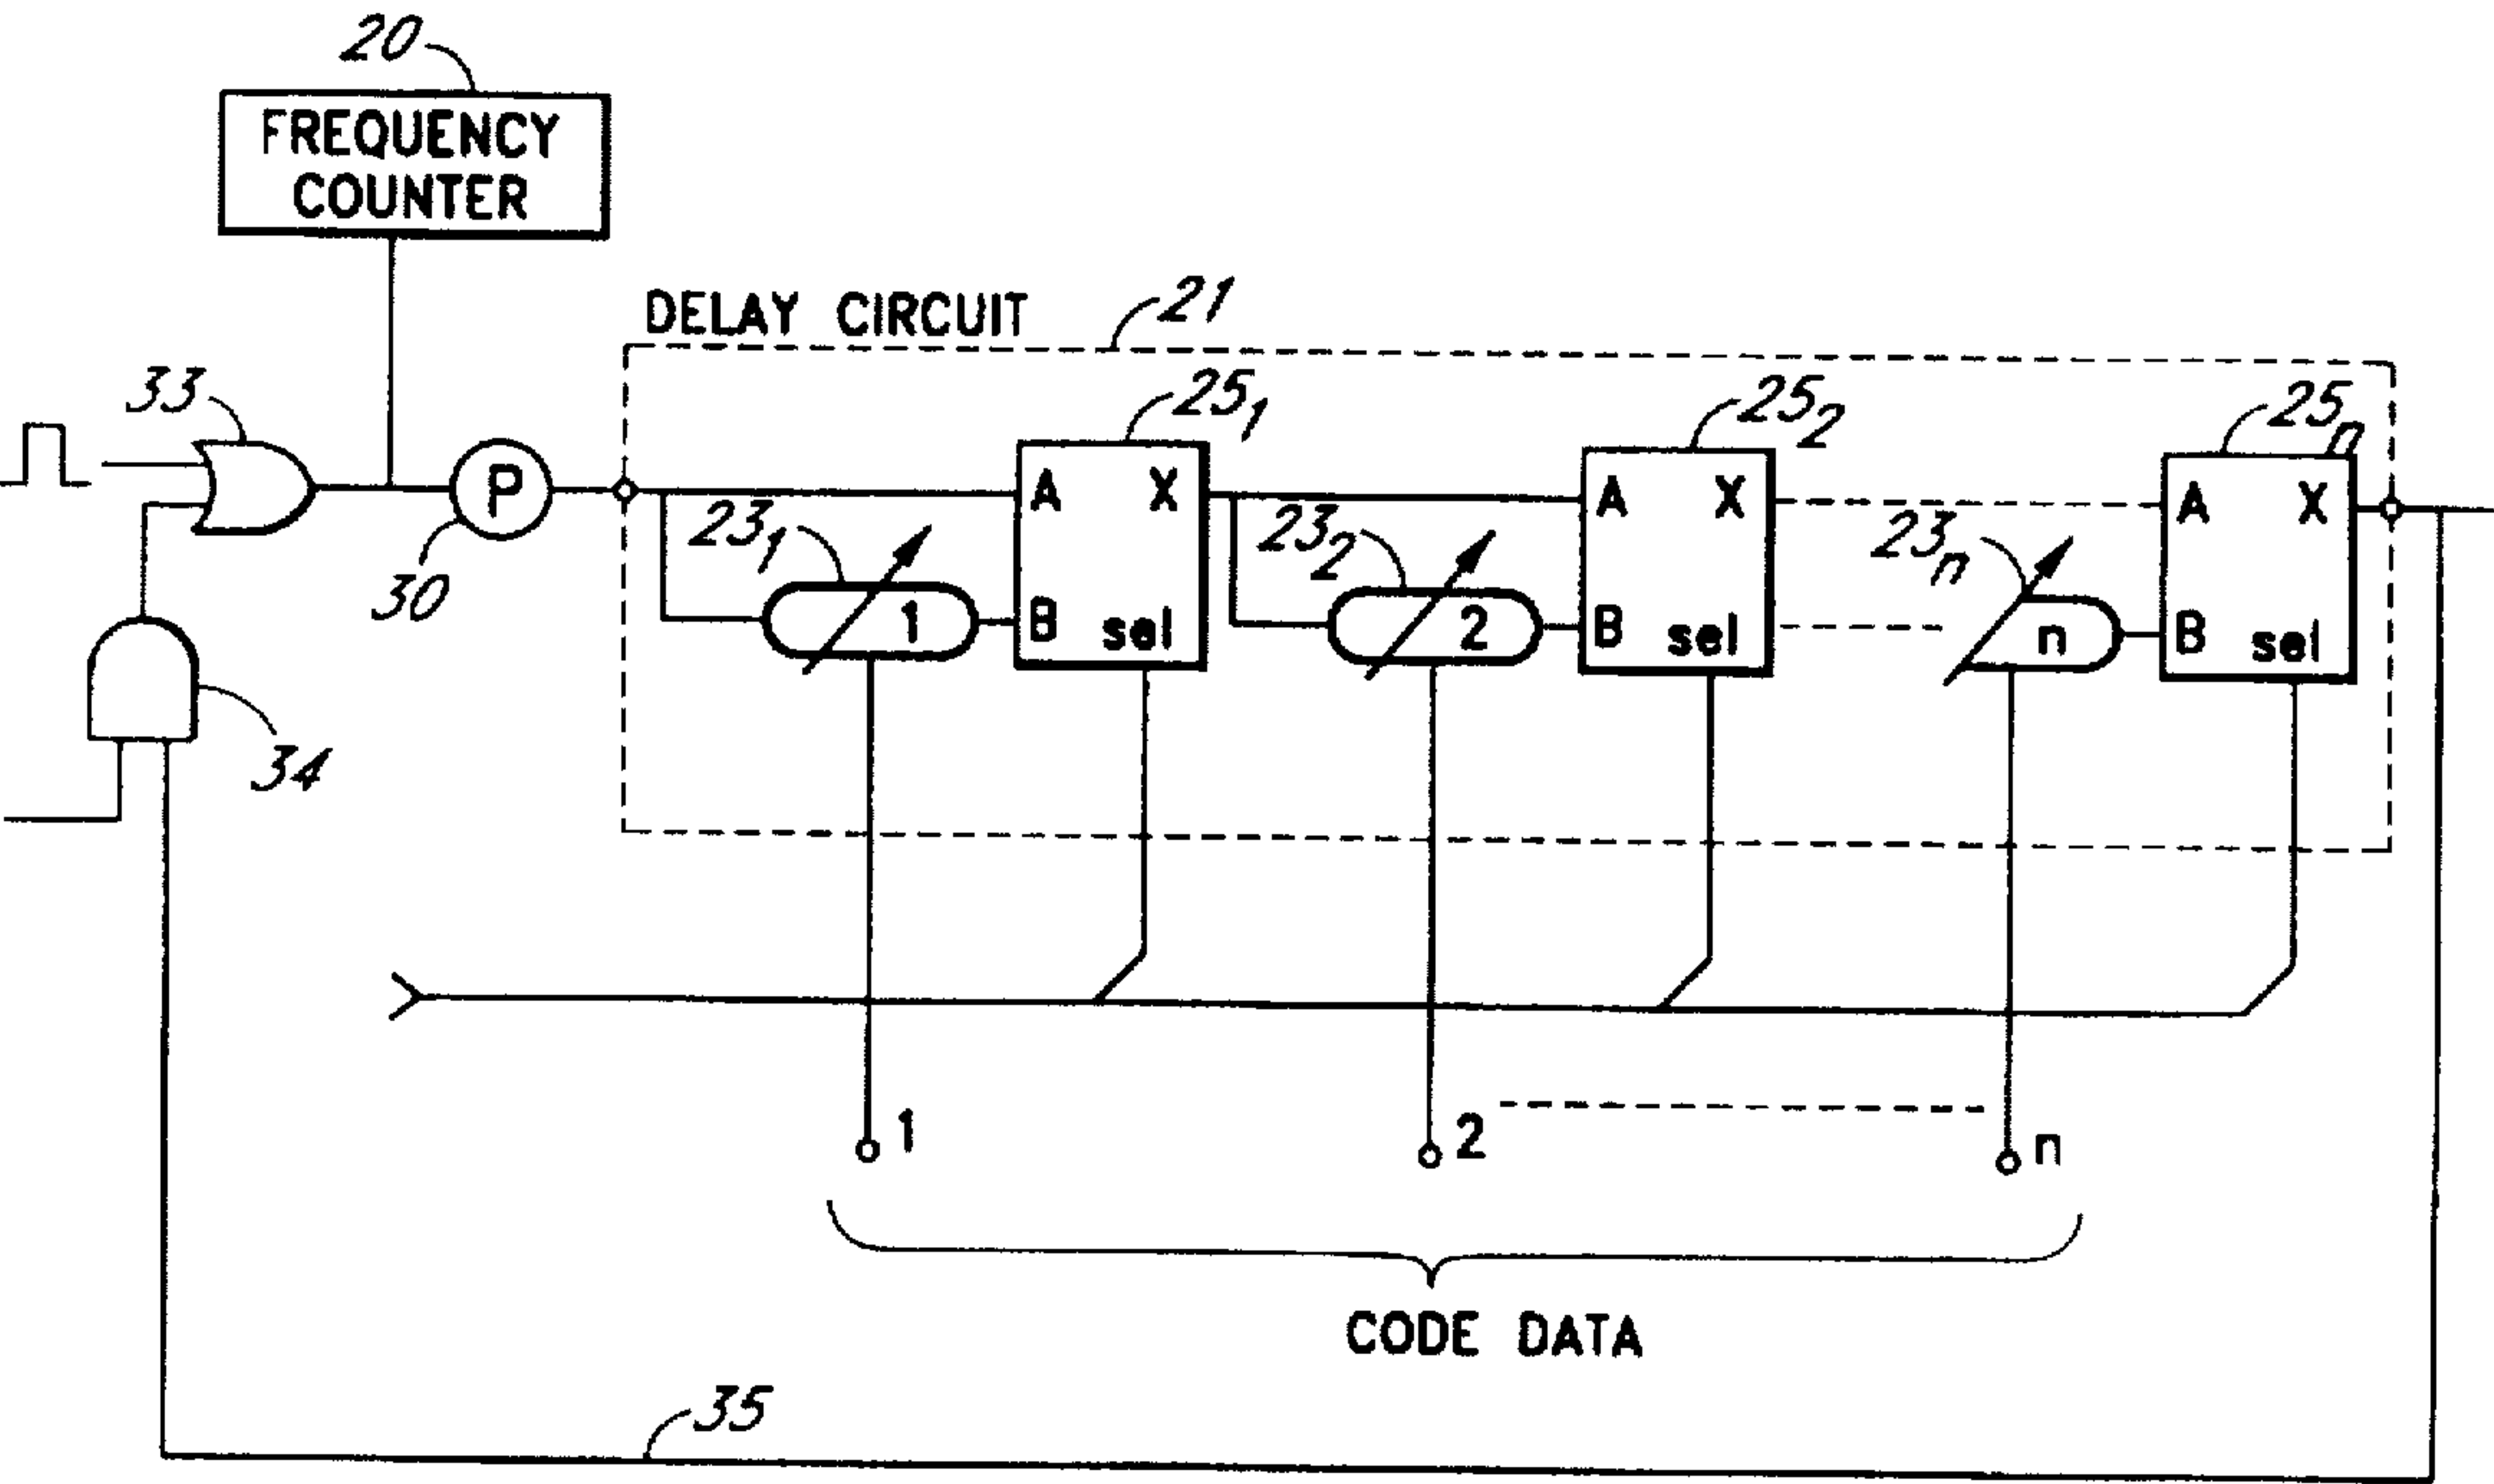 20
FREQUENCY
COUNTER
DELAY CIRCUIT
21
33
25₁
25₂
25ₙ
P
A X
A X
A X
23₁
23₂
23ₙ
30
1
B sel
2
B sel
n
B sel
34
1
2
n
CODE DATA
35